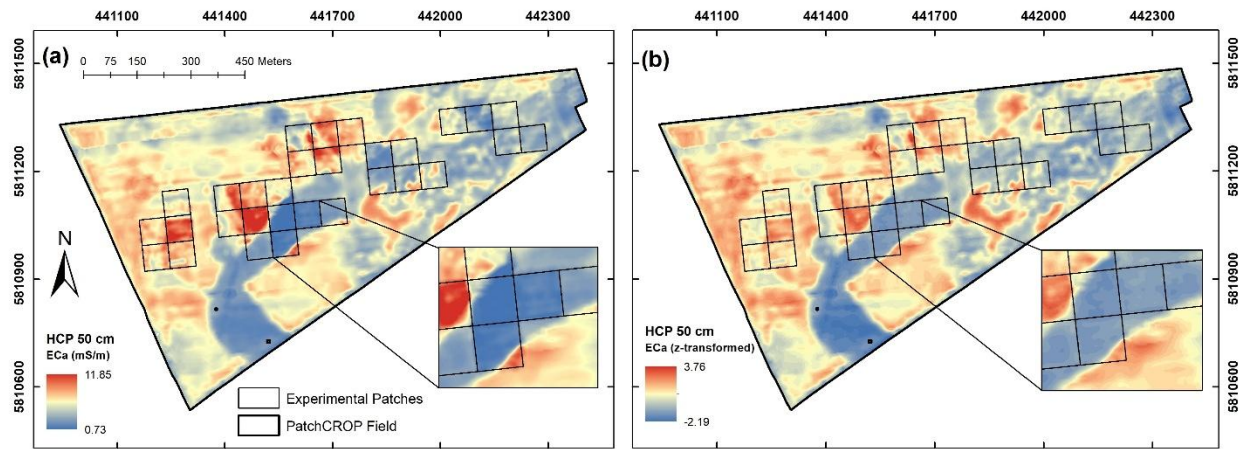 441100 441400 441700 442000 442300
441100 441400 441700 442000 442300
(a)
0 75 150 300 450 Meters
(b)
5811500
5811200
5810900
5810600
N
HCP 50 cm
ECa (mS/m)
11.85
0.73
Experimental Patches
PatchCROP Field
HCP 50 cm
ECa (z-transformed)
3.76
-2.19
5811500
5811200
5810900
5810600